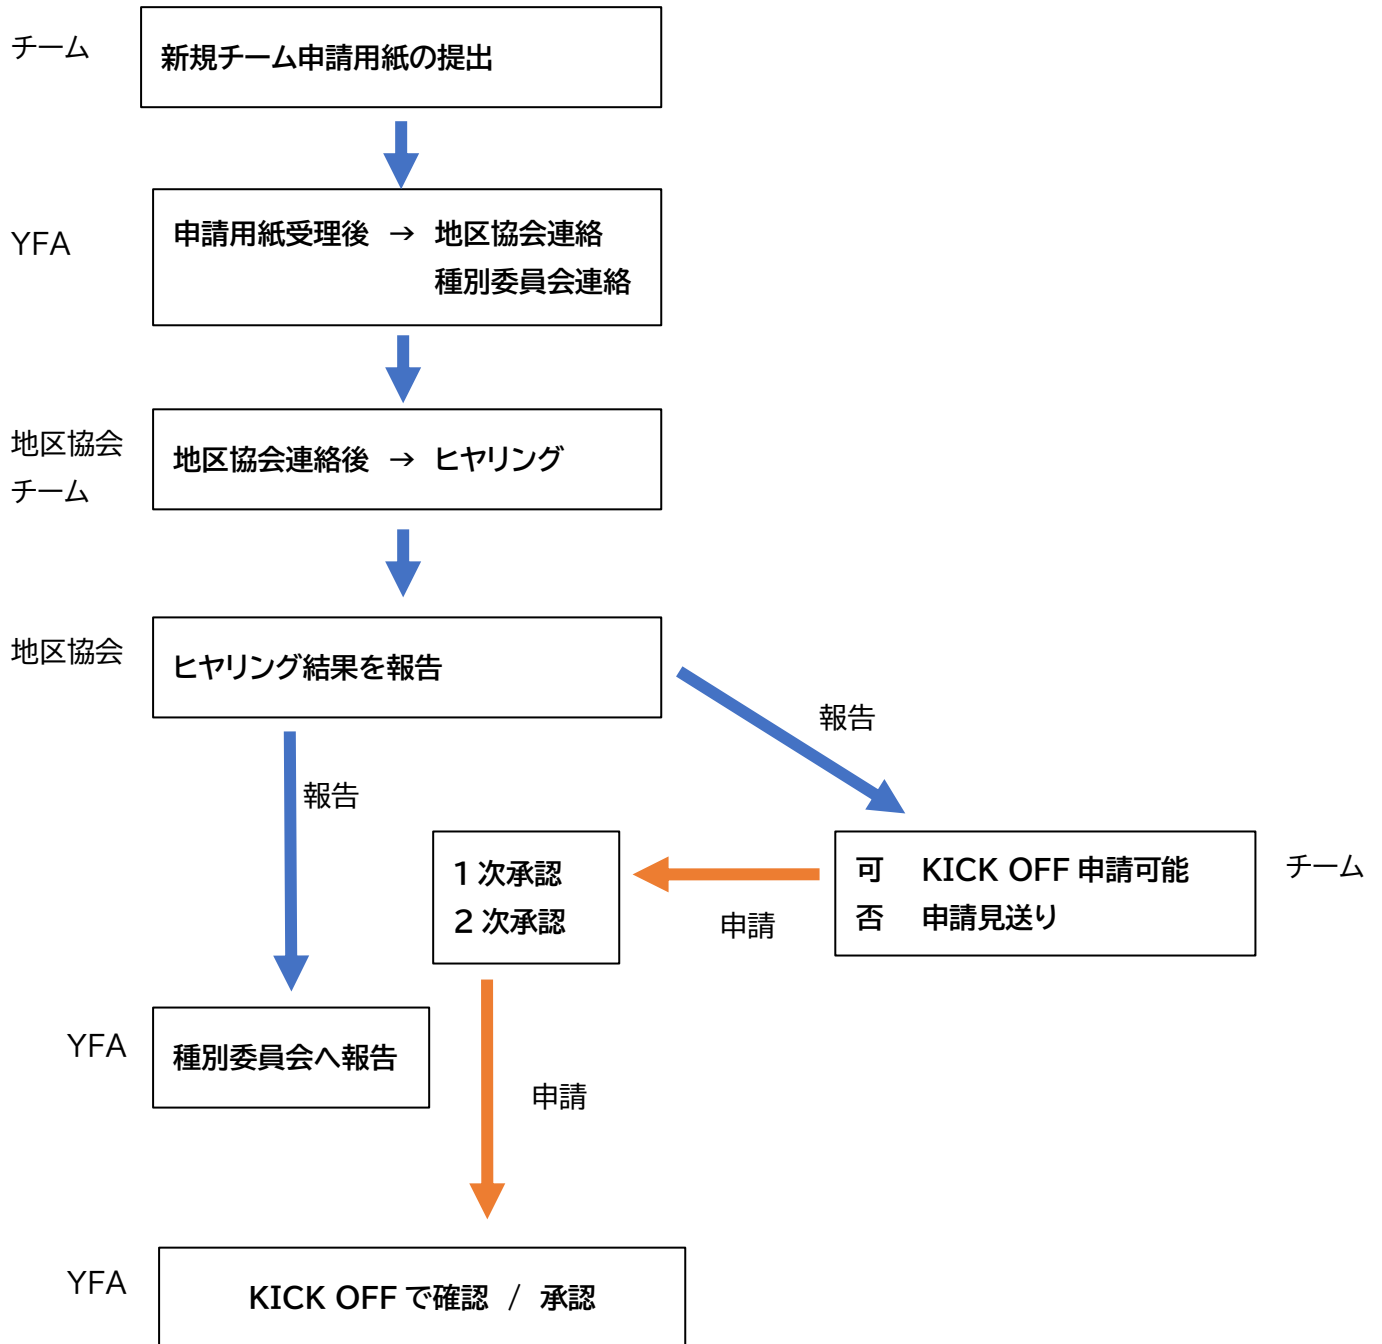 チーム
新規チーム申請用紙の提出
YFA
申請用紙受理後 → 地区協会連絡
種別委員会連絡
地区協会
チーム
地区協会連絡後 → ヒヤリング
地区協会
ヒヤリング結果を報告
報告
報告
1次承認
2次承認
申請
可 KICK OFF 申請可能
否 申請見送り
チーム
YFA
種別委員会へ報告
申請
YFA
KICK OFF で確認 / 承認